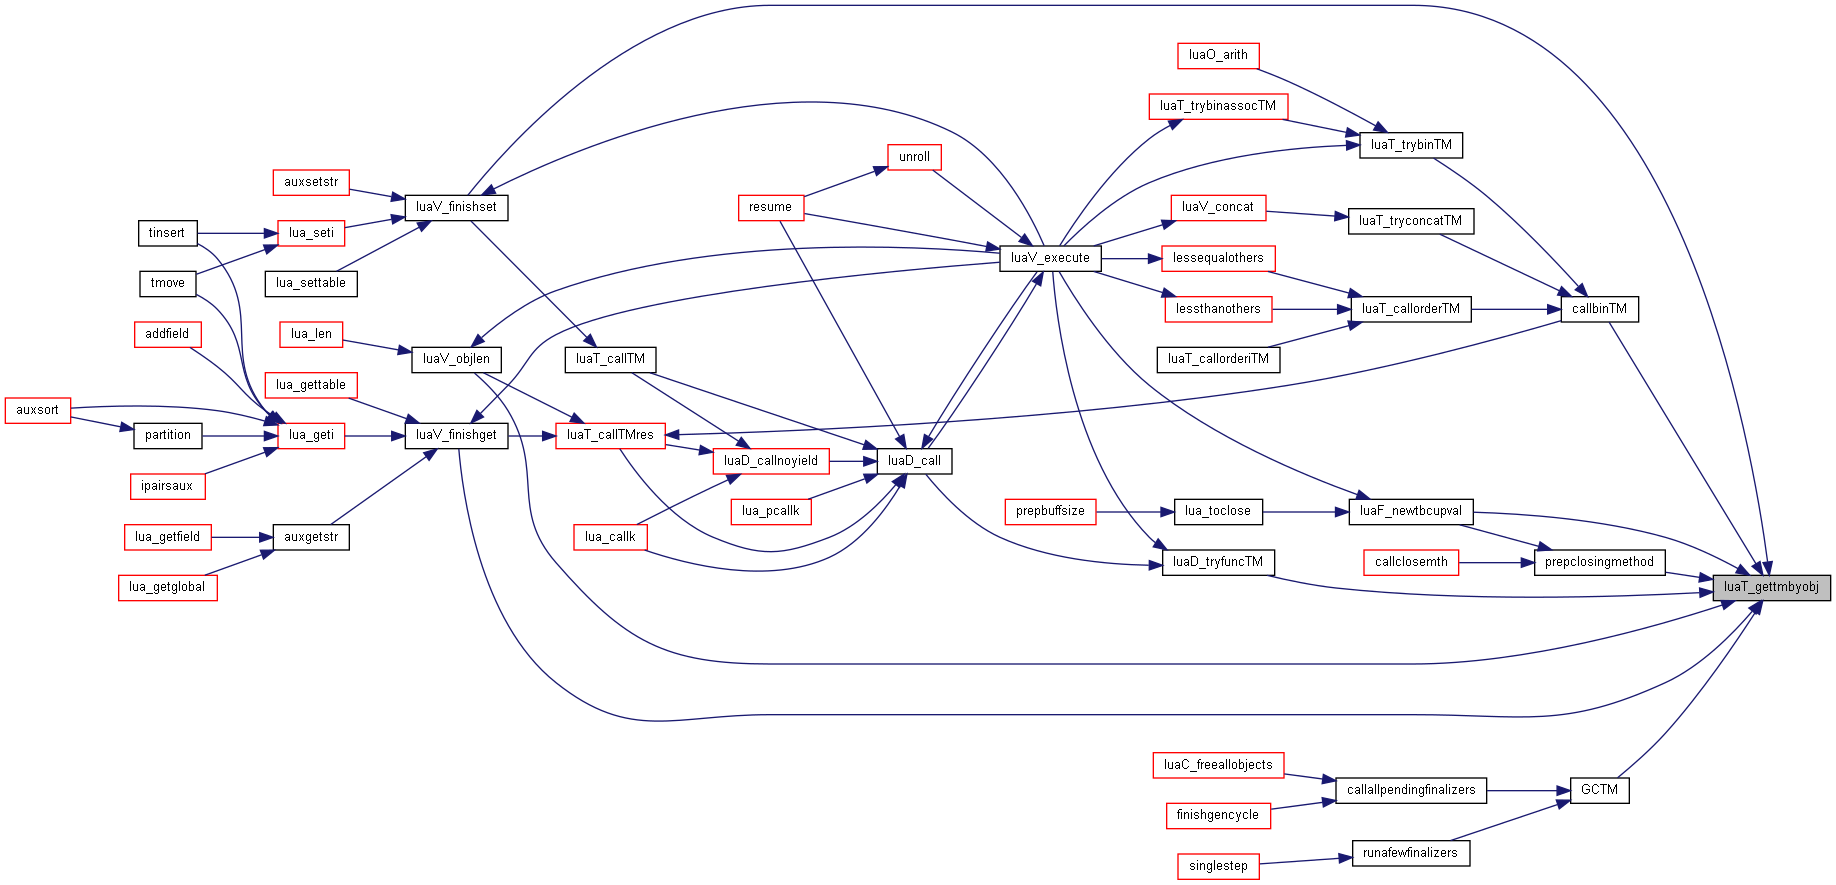 luaO_arith
luaT_trybinassocTM
luaT_trybinTM
unroll
auxsetstr
luaV_finishset
resume
luaV_concat
luaT_tryconcatTM
tinsert
lua_seti
luaV_execute
lessequalothers
tmove
lua_settable
lessthanothers
luaT_callorderTM
callbinTM
addfield
lua_len
luaV_objlen
luaT_callTM
luaT_callorderiTM
lua_gettable
auxsort
partition
lua_geti
luaV_finishget
luaT_callTMres
luaD_callnoyield
luaD_call
ipairsaux
lua_pcallk
prepbuffsize
lua_toclose
luaF_newtbcupval
lua_getfield
auxgetstr
lua_callk
luaD_tryfuncTM
callclosemth
prepclosingmethod
lua_getglobal
luaT_gettmbyobj
luaC_freeallobjects
callallpendingfinalizers
GCTM
finishgencycle
runafewfinalizers
singlestep